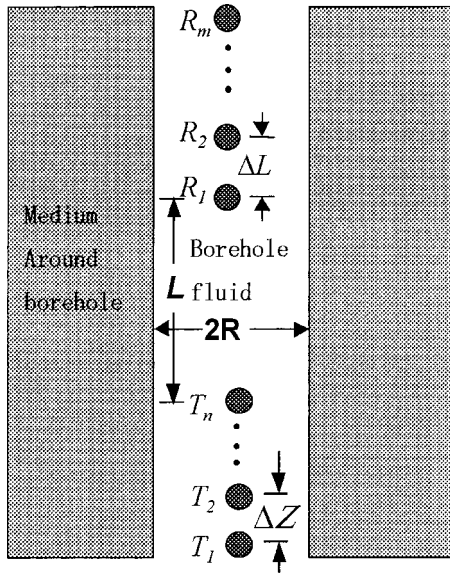 R_m
R_2
ΔL
R_1
Medium
Around
borehole
Borehole
L fluid
2R
T_n
T_2
ΔZ
T_1